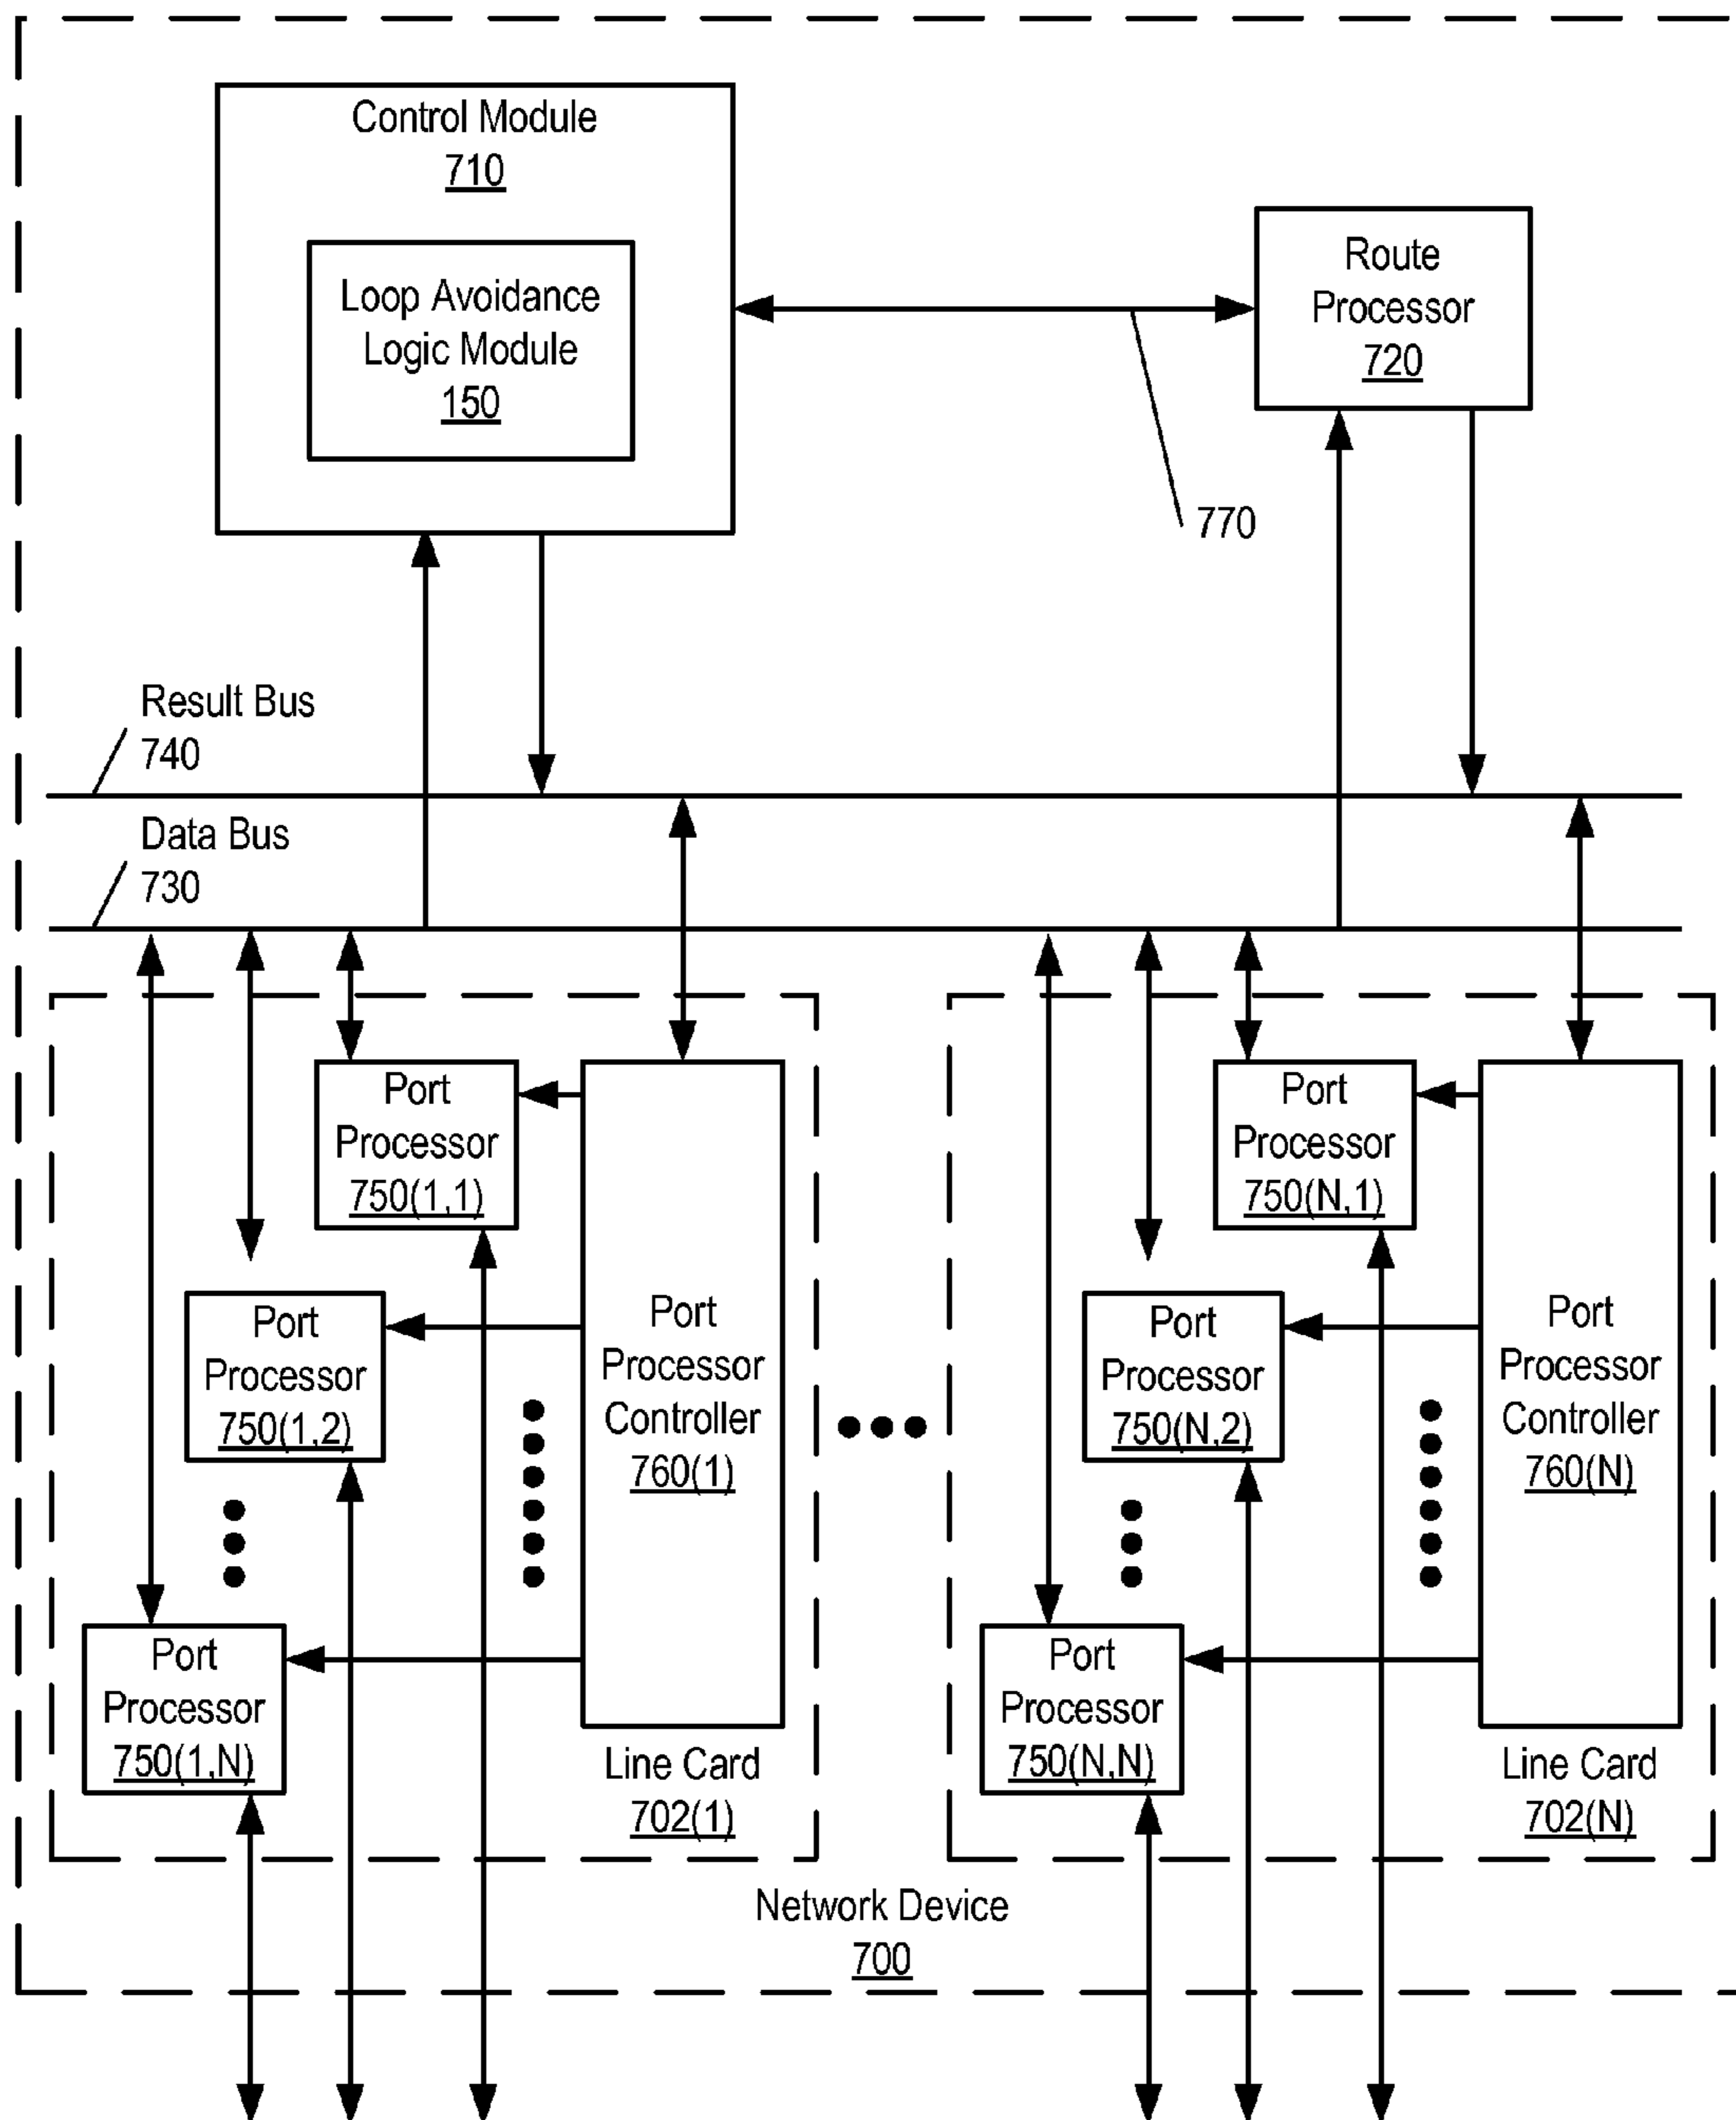 Control Module
710
Loop Avoidance
Logic Module
150
Route
Processor
720
770
Result Bus
740
Data Bus
730
Port
Processor
750(1,1)
Port
Processor
750(1,2)
Port
Processor
750(1,N)
Port
Processor
Controller
760(1)
Line Card
702(1)
Port
Processor
750(N,1)
Port
Processor
750(N,2)
Port
Processor
750(N,N)
Port
Processor
Controller
760(N)
Line Card
702(N)
Network Device
700